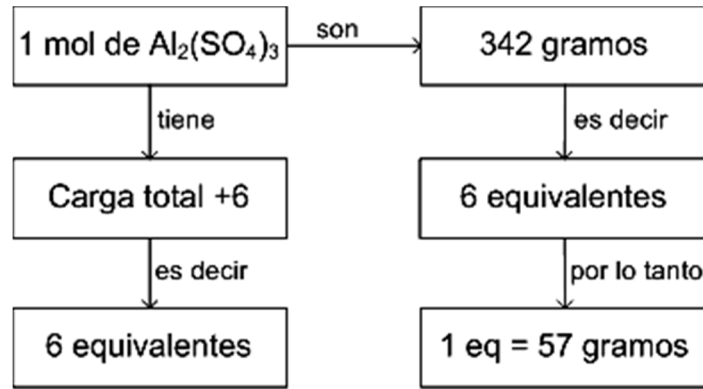 1 mol de Al₂(SO₄)₃
son
342 gramos
tiene
es decir
Carga total +6
6 equivalentes
es decir
por lo tanto
6 equivalentes
1 eq = 57 gramos